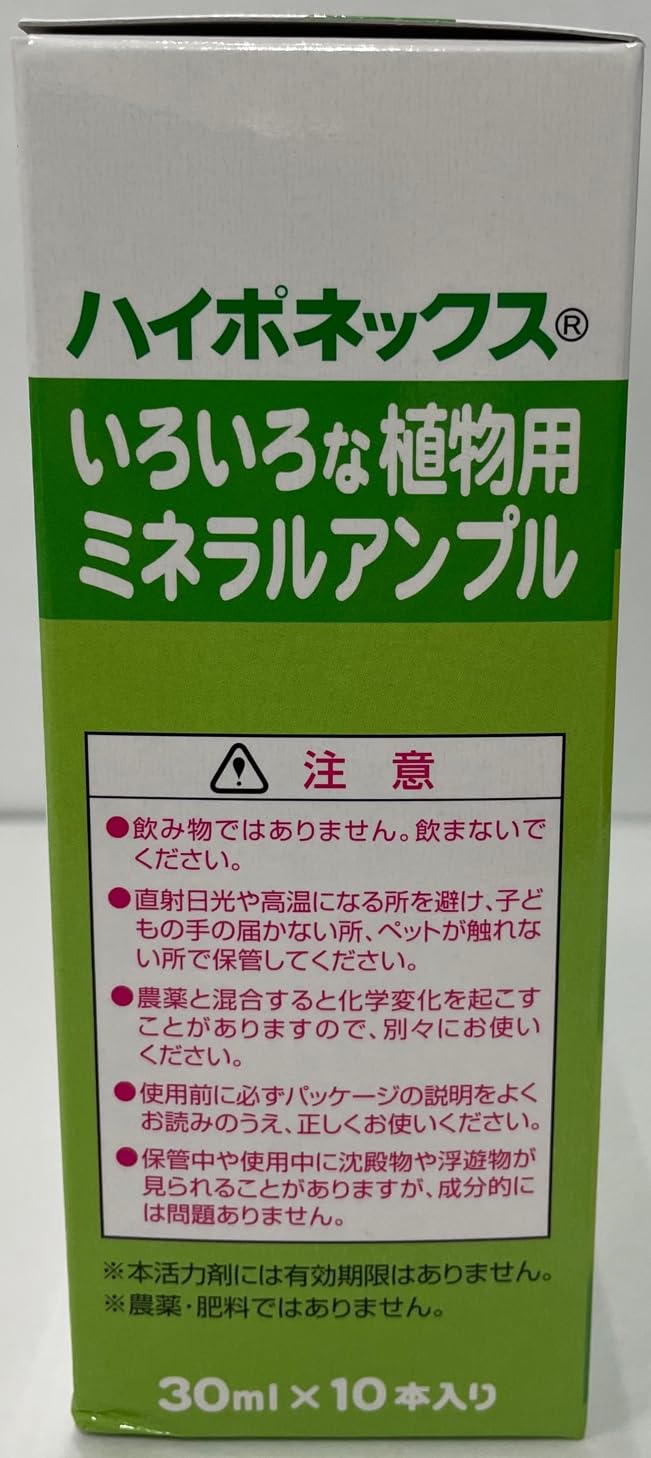 ハイポネックス®
いろいろな植物用
ミネラルアンプル
注意
●飲み物ではありません。飲まないで
ください。
●直射日光や高温になる所を避け、子ど
もの手の届かない所、ペットが触れな
い所で保管してください。
●農薬と混合すると化学変化を起こす
ことがありますので、別々にお使い
ください。
●使用前に必ずパッケージの説明をよく
お読みのうえ、正しくお使いください。
●保管中や使用中に沈殿物や浮遊物が
見られることがありますが、成分的に
は問題ありません。
※本活力剤には有効期限はありません。
※農薬・肥料ではありません。
30ml×10本入り